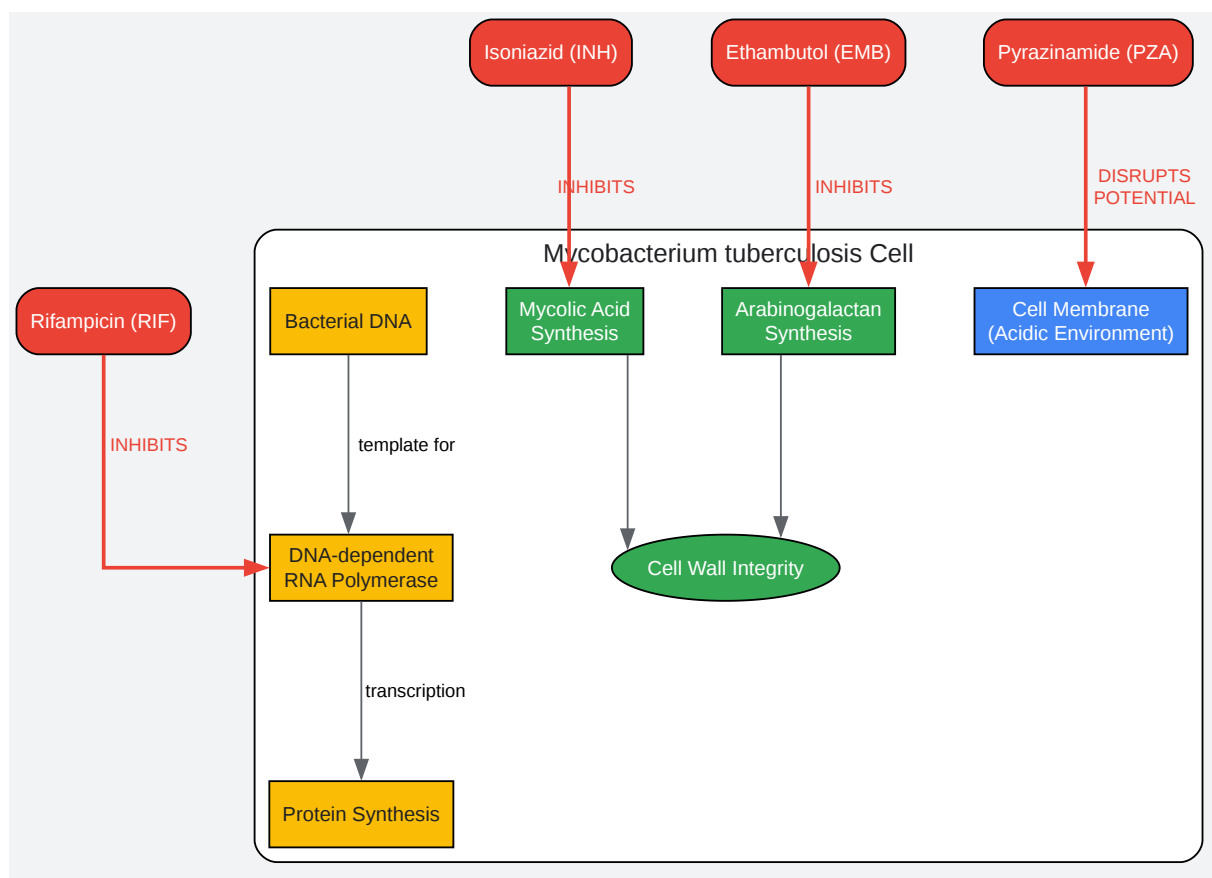 Isoniazid (INH)
Ethambutol (EMB)
Pyrazinamide (PZA)
INHIBITS
INHIBITS
DISRUPTS
POTENTIAL
Mycobacterium tuberculosis Cell
Rifampicin (RIF)
Bacterial DNA
Mycolic Acid
Synthesis
Arabinogalactan
Synthesis
Cell Membrane
(Acidic Environment)
INHIBITS
template for
DNA-dependent
RNA Polymerase
Cell Wall Integrity
transcription
Protein Synthesis